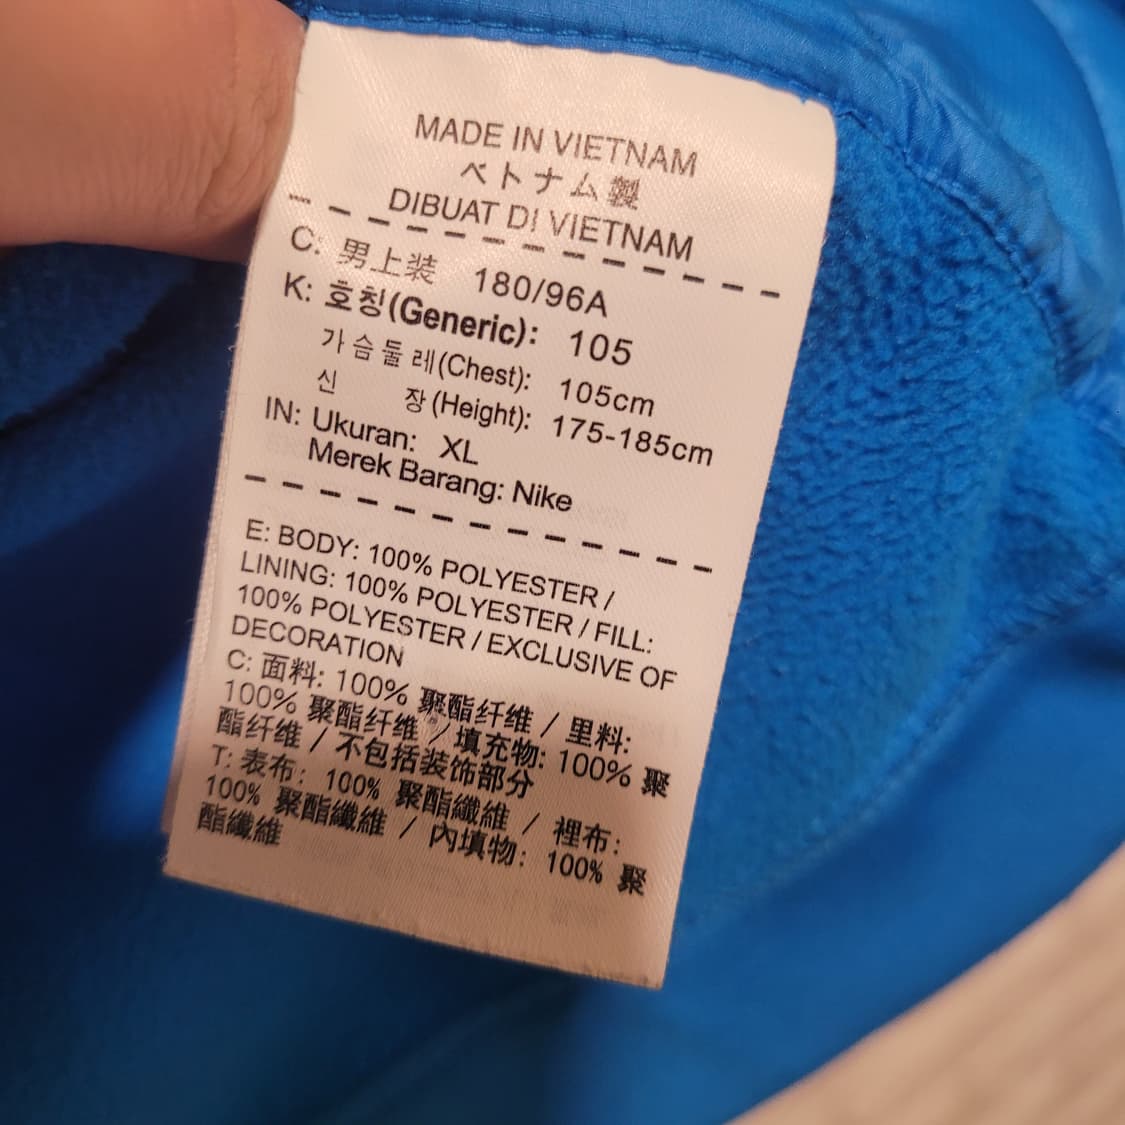 MADE IN VIETNAM
ベトナム製
DIBUAT DI VIETNAM
C: 男上装 180/96A
K: 호칭(Generic): 105
가슴둘레(Chest): 105cm
신 장(Height): 175-185cm
IN: Ukuran: XL
Merek Barang: Nike
E: BODY: 100% POLYESTER /
LINING: 100% POLYESTER / FILL:
100% POLYESTER / EXCLUSIVE OF
DECORATION
C: 面料: 100% 聚酯纤维 / 里料:
100% 聚酯纤维 / 填充物: 100% 聚
酯纤维 / 不包括装饰部分
T: 表布: 100% 聚酯纖維 / 裡布:
100% 聚酯纖維 / 內填物: 100% 聚
酯纖維